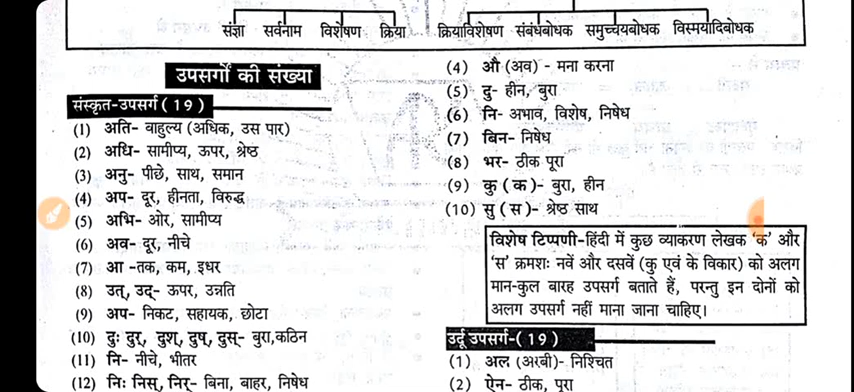 संज्ञा सर्वनाम विशेषण क्रिया क्रियाविशेषण संबंधबोधक समुच्चयबोधक विस्मयादिबोधक
उपसर्गों की संख्या
संस्कृत-उपसर्ग (19)
(1) अति- वाहुल्य (अधिक, उस पार)
(2) अधि- सामीप्य, ऊपर, श्रेष्ठ
(3) अनु- पीछे, साथ, समान
(4) अप- दूर, हीनता, विरुद्ध
(5) अभि- ओर, सामीप्य
(6) अव- दूर, नीचे
(7) आ -तक, कम, इधर
(8) उत्, उद्- ऊपर, उन्नति
(9) अप- निकट, सहायक, छोटा
(10) दुः दुर्, दुश्, दुष्, दुस्- बुरा,कठिन
(11) नि- नीचे, भीतर
(12) निः निस्, निर्- बिना, बाहर, निषेध
(4) औ (अव) - मना करना
(5) दु- हीन, बुरा
(6) नि- अभाव, विशेष, निषेध
(7) बिन- निषेध
(8) भर- ठीक पूरा
(9) कु (क)- बुरा, हीन
(10) सु (स)- श्रेष्ठ साथ
विशेष टिप्पणी-हिंदी में कुछ व्याकरण लेखक 'क' और
'स' क्रमशः नवें और दसवें (कु एवं के विकार) को अलग
मान-कुल बारह उपसर्ग बताते हैं, परन्तु इन दोनों को
अलग उपसर्ग नहीं माना जाना चाहिए।
उर्दू उपसर्ग-(19)
(1) अल (अरबी)- निश्चित
(2) ऐन- ठीक, पूरा